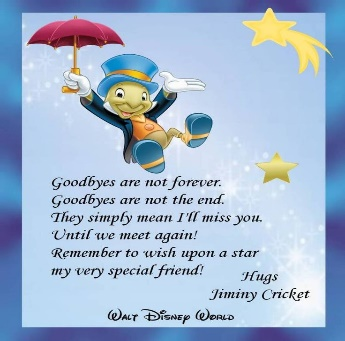 Goodbyes are not forever.
Goodbyes are not the end.
They simply mean I'll miss you.
Until we meet again!
Remember to wish upon a star
my very special friend!
Hugs
Jiminy Cricket
Walt Disney World